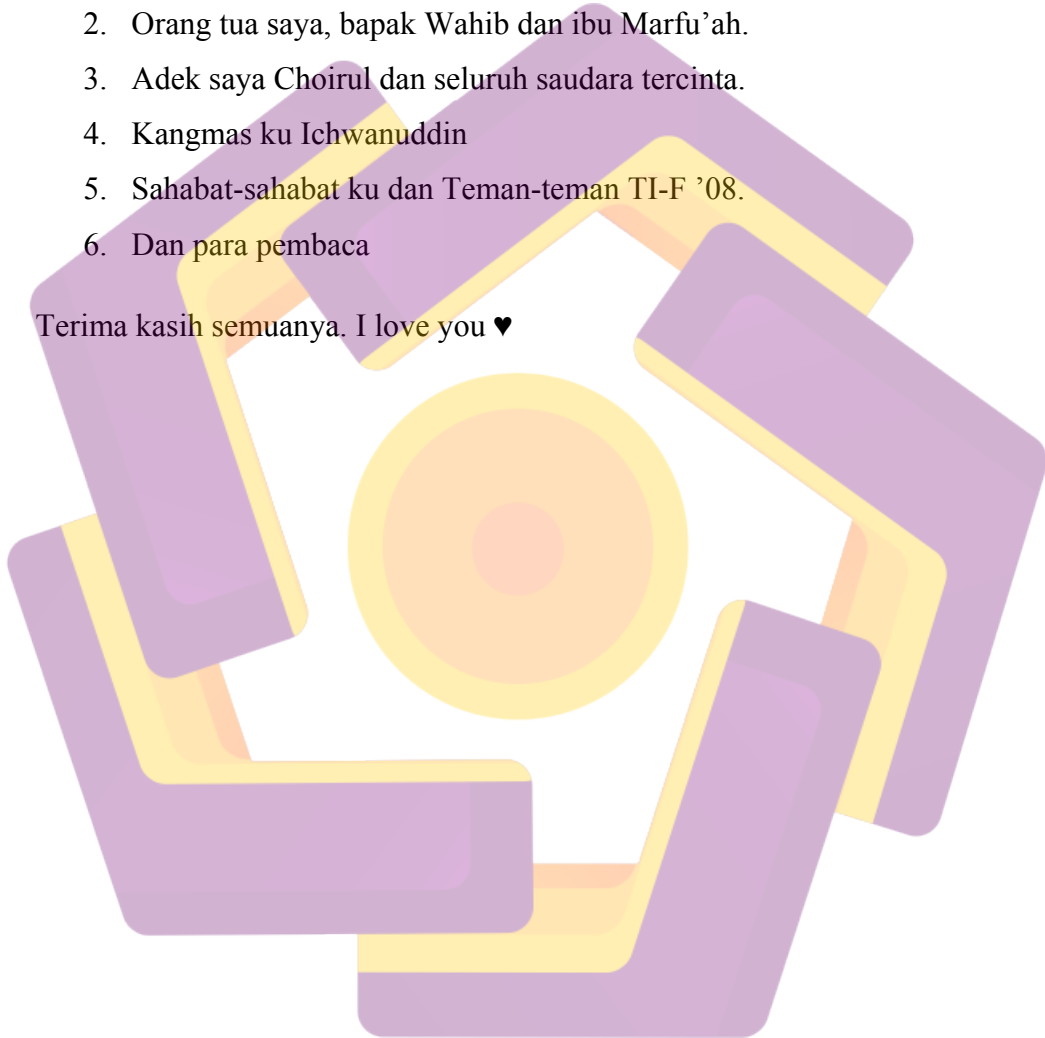 2. Orang tua saya, bapak Wahib dan ibu Marfu’ah.
3. Adek saya Choirul dan seluruh saudara tercinta.
4. Kangmas ku Ichwanuddin
5. Sahabat-sahabat ku dan Teman-teman TI-F ’08.
6. Dan para pembaca
Terima kasih semuanya. I love you ♥